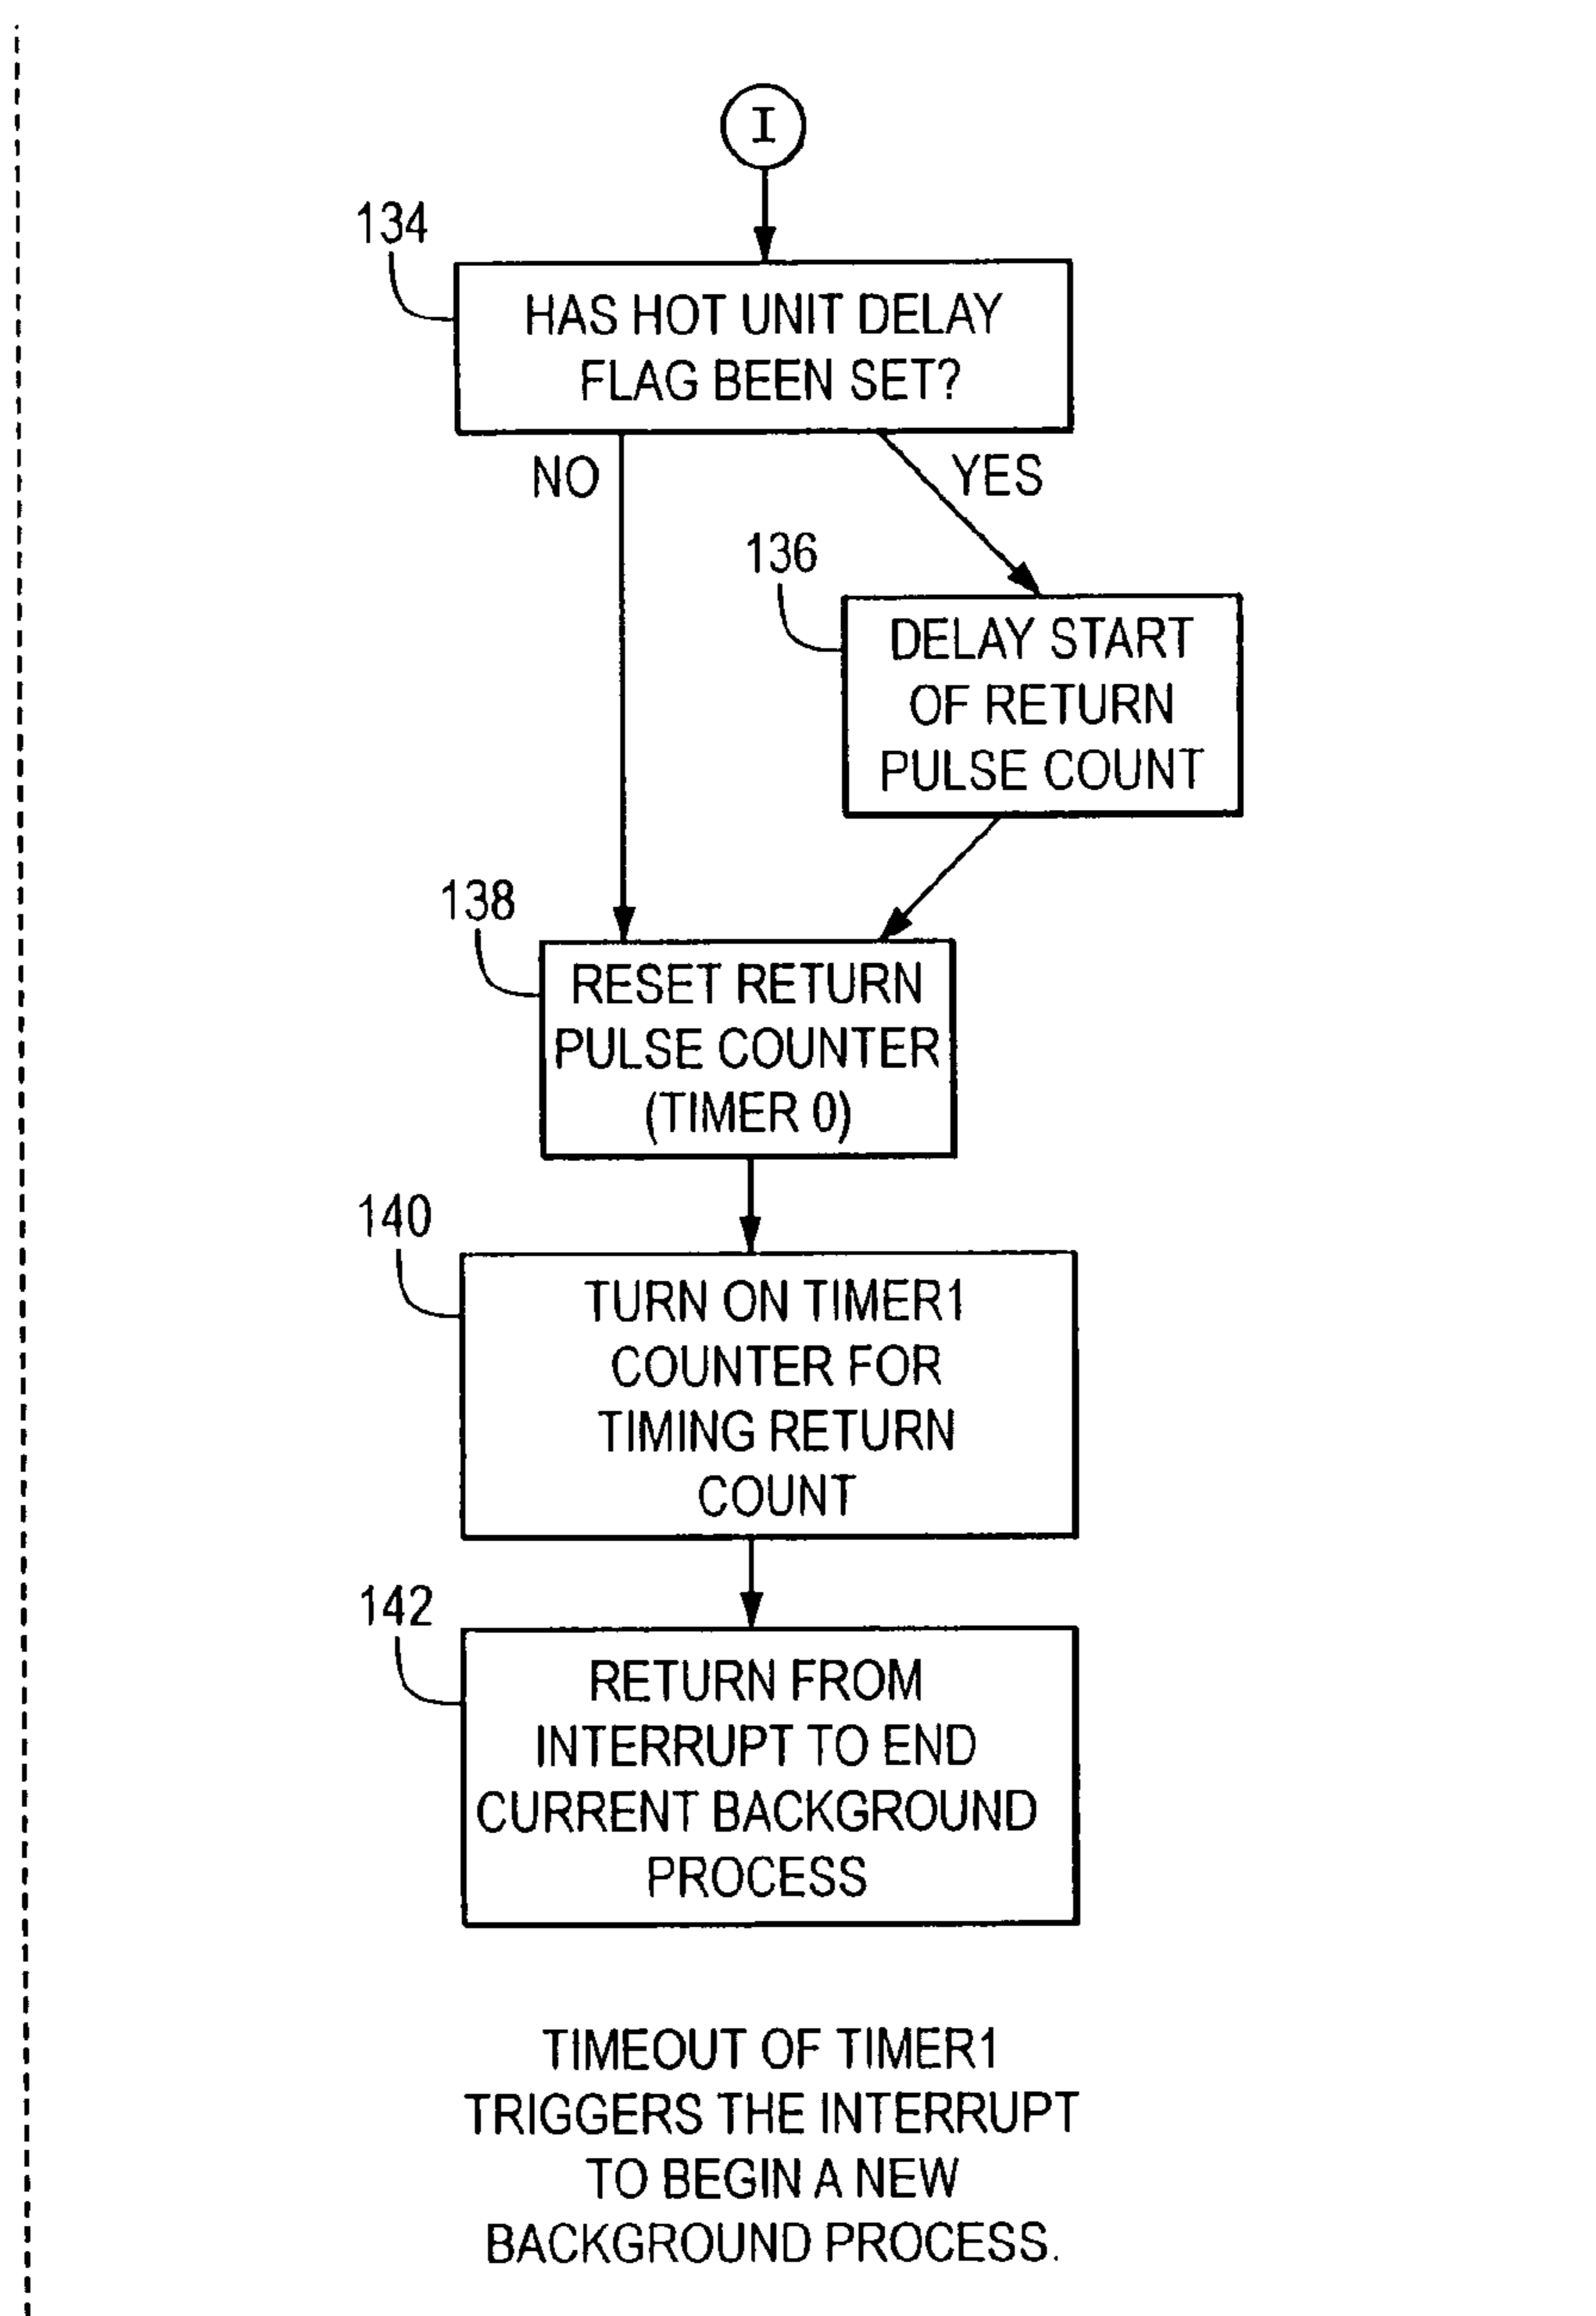 I
134
HAS HOT UNIT DELAY
FLAG BEEN SET?
NO
YES
136
DELAY START
OF RETURN
PULSE COUNT
138
RESET RETURN
PULSE COUNTER
(TIMER 0)
140
TURN ON TIMER1
COUNTER FOR
TIMING RETURN
COUNT
142
RETURN FROM
INTERRUPT TO END
CURRENT BACKGROUND
PROCESS
TIMEOUT OF TIMER1
TRIGGERS THE INTERRUPT
TO BEGIN A NEW
BACKGROUND PROCESS.